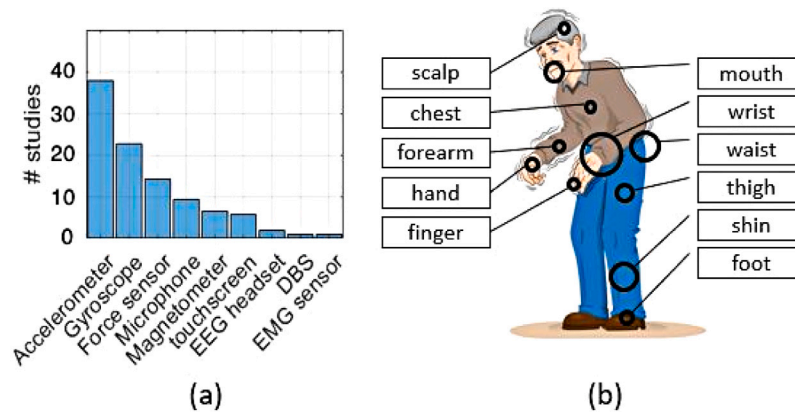 # studies
40
30
20
10
0
Accelerometer
Gyroscope
Force sensor
Microphone
Magnetometer
touchscreen
EEG headset
DBS
EMG sensor
(a)
scalp
chest
forearm
hand
finger
mouth
wrist
waist
thigh
shin
foot
(b)